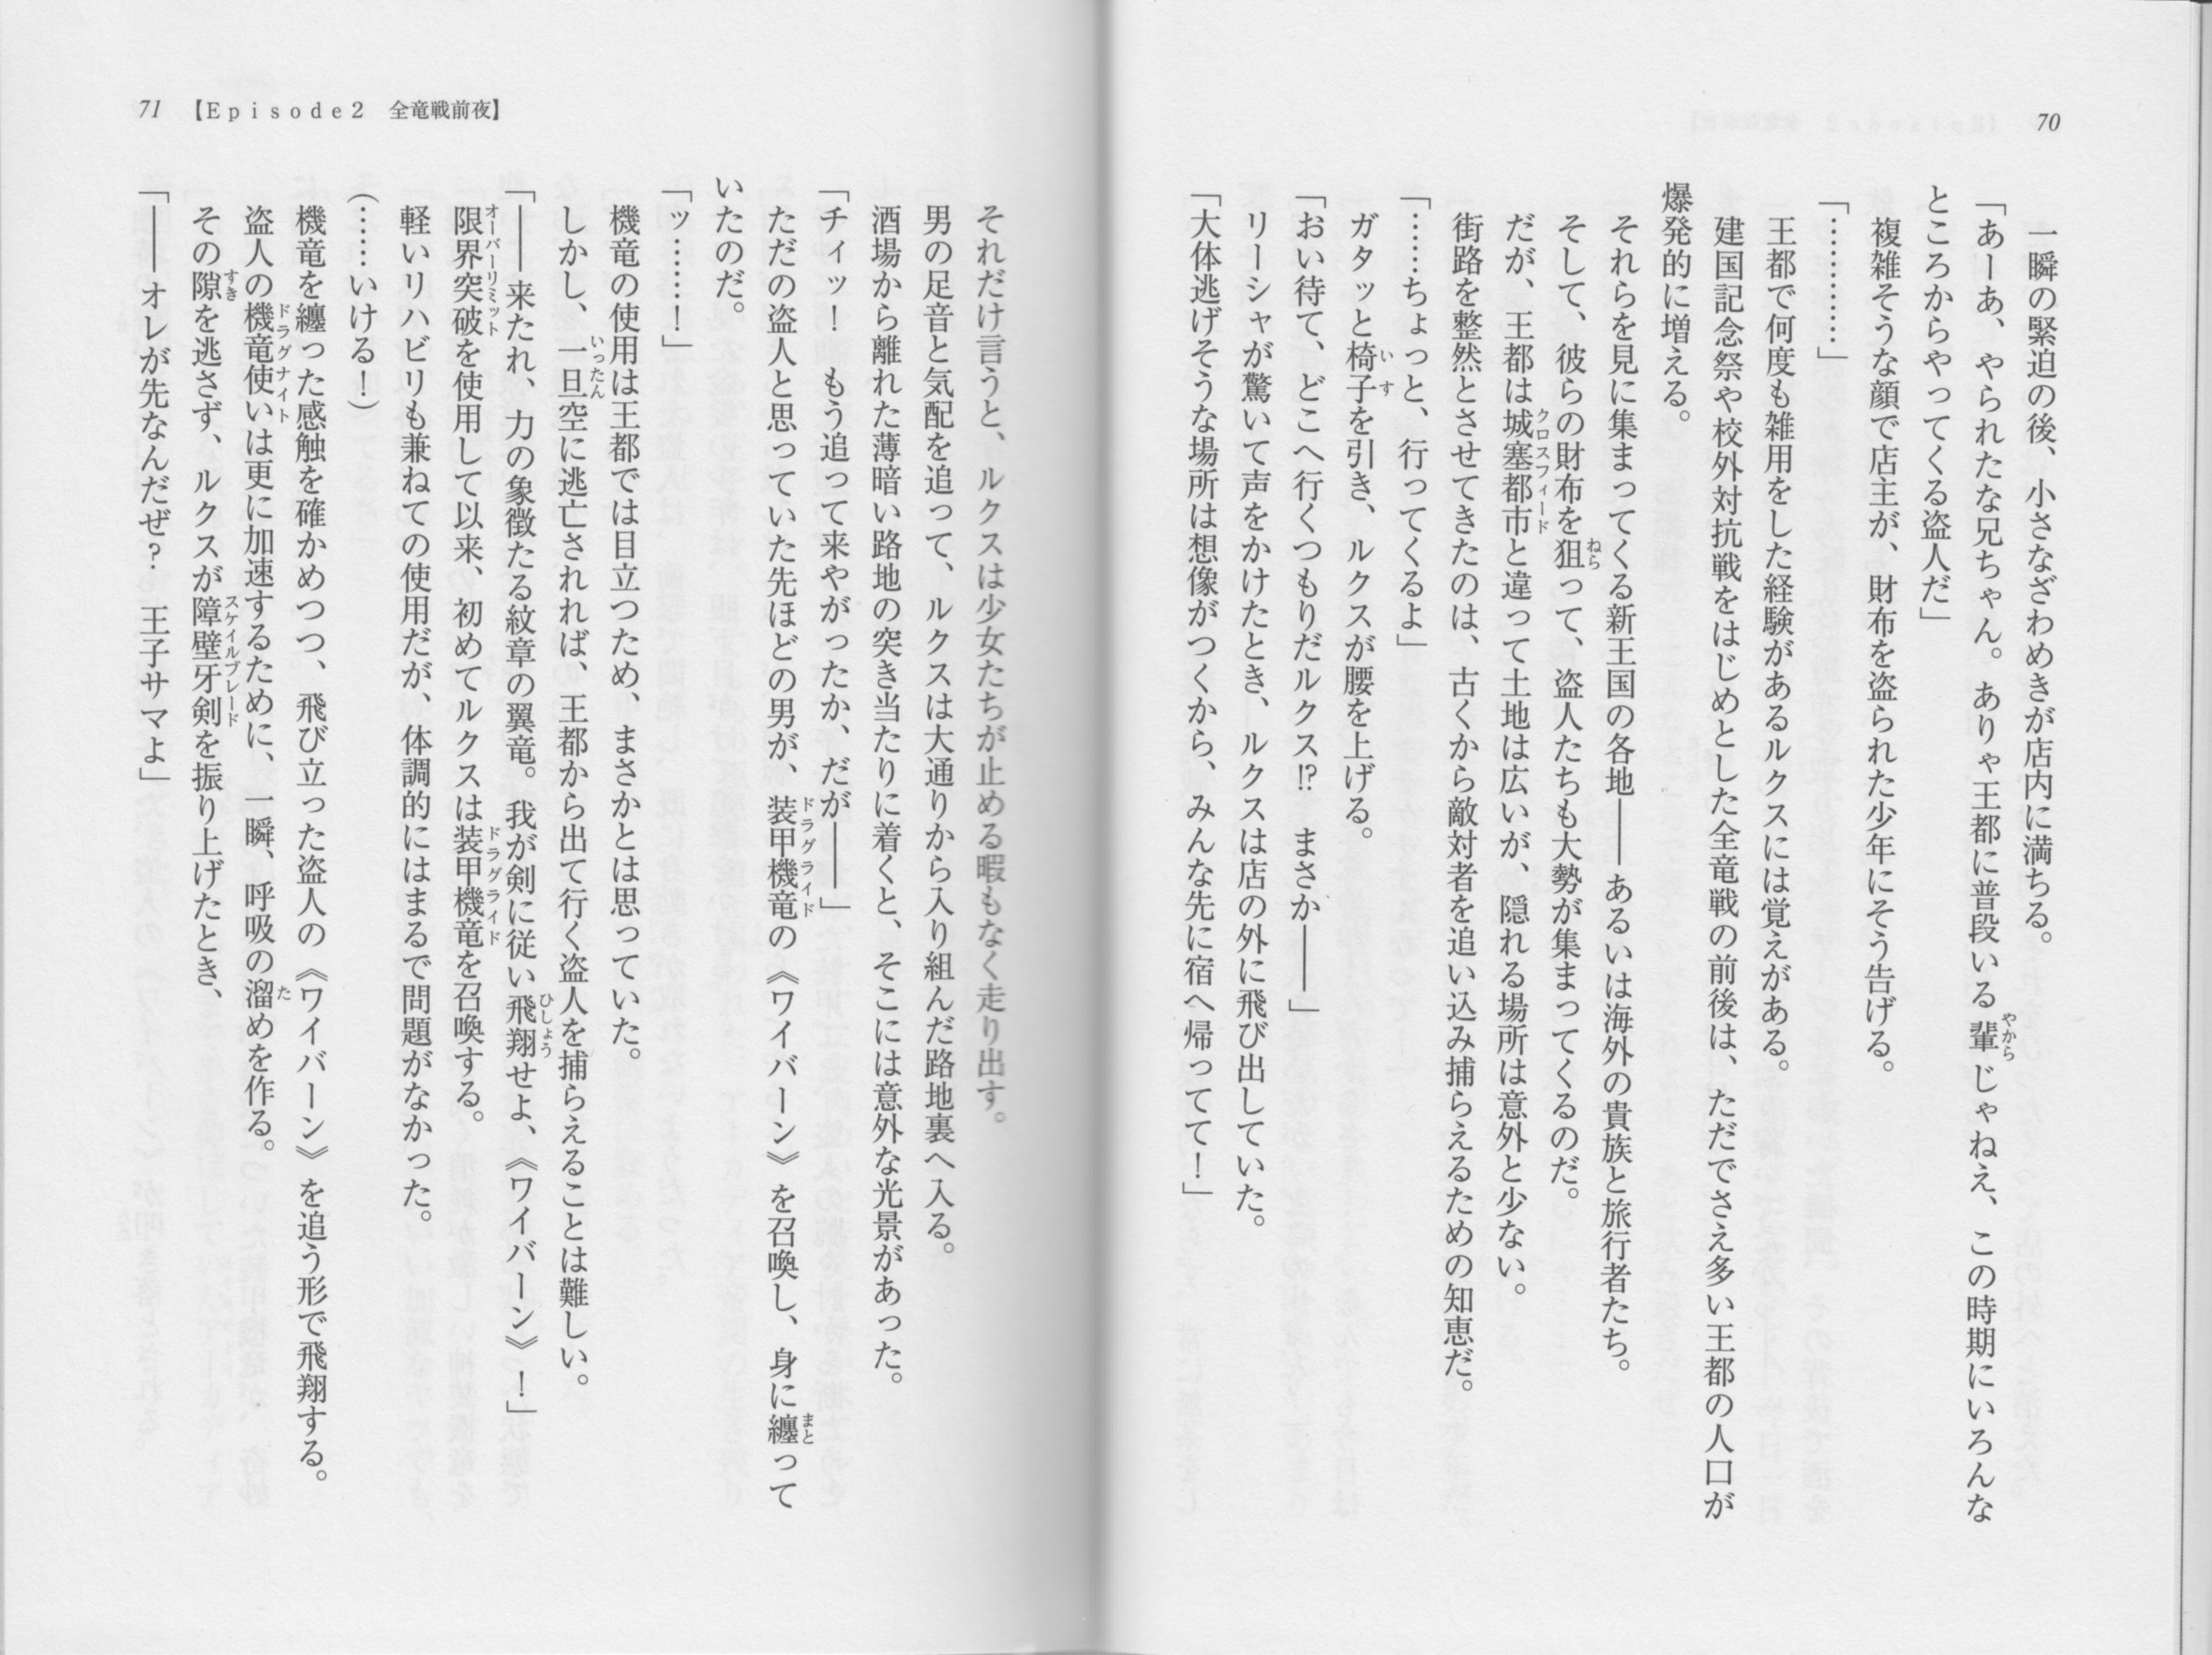 70
一瞬の緊迫の後、小さなざわめきが店内に満ちる。
「あーあ、やられたな兄ちゃん。ありゃ王都に普段いる輩じゃねえ、この時期にいろんな
ところからやってくる盗人だ」
複雑そうな顔で店主が、財布を盗られた少年にそう告げる。
「…………」
王都で何度も雑用をした経験があるルクスには覚えがある。
建国記念祭や校外対抗戦をはじめとした全竜戦の前後は、ただでさえ多い王都の人口が
爆発的に増える。
それらを見に集まってくる新王国の各地――あるいは海外の貴族と旅行者たち。
そして、彼らの財布を狙って、盗人たちも大勢が集まってくるのだ。
だが、王都は城塞都市と違って土地は広いが、隠れる場所は意外と少ない。
街路を整然とさせてきたのは、古くから敵対者を追い込み捕らえるための知恵だ。
「……ちょっと、行ってくるよ」
ガタッと椅子を引き、ルクスが腰を上げる。
「おい待て、どこへ行くつもりだルクス!? まさか――」
リーシャが驚いて声をかけたとき、ルクスは店の外に飛び出していた。
「大体逃げそうな場所は想像がつくから、みんな先に宿へ帰ってて！」
71 【Episode2 全竜戦前夜】
それだけ言うと、ルクスは少女たちが止める暇もなく走り出す。
男の足音と気配を追って、ルクスは大通りから入り組んだ路地裏へ入る。
酒場から離れた薄暗い路地の突き当たりに着くと、そこには意外な光景があった。
「チィッ！ もう追って来やがったか、だが――」
ただの盗人と思っていた先ほどの男が、装甲機竜の《ワイバーン》を召喚し、身に纏って
いたのだ。
「ッ……！」
機竜の使用は王都では目立つため、まさかとは思っていた。
しかし、一旦空に逃亡されれば、王都から出て行く盗人を捕らえることは難しい。
「――来たれ、力の象徴たる紋章の翼竜。我が剣に従い飛翔せよ、《ワイバーン》！」
限界突破を使用して以来、初めてルクスは装甲機竜を召喚する。
軽いリハビリも兼ねての使用だが、体調的にはまるで問題がなかった。
（……いける！）
機竜を纏った感触を確かめつつ、飛び立った盗人の《ワイバーン》を追う形で飛翔する。
盗人の機竜使いは更に加速するために、一瞬、呼吸の溜めを作る。
その隙を逃さず、ルクスが障壁牙剣を振り上げたとき、
「――オレが先なんだぜ？ 王子サマよ」